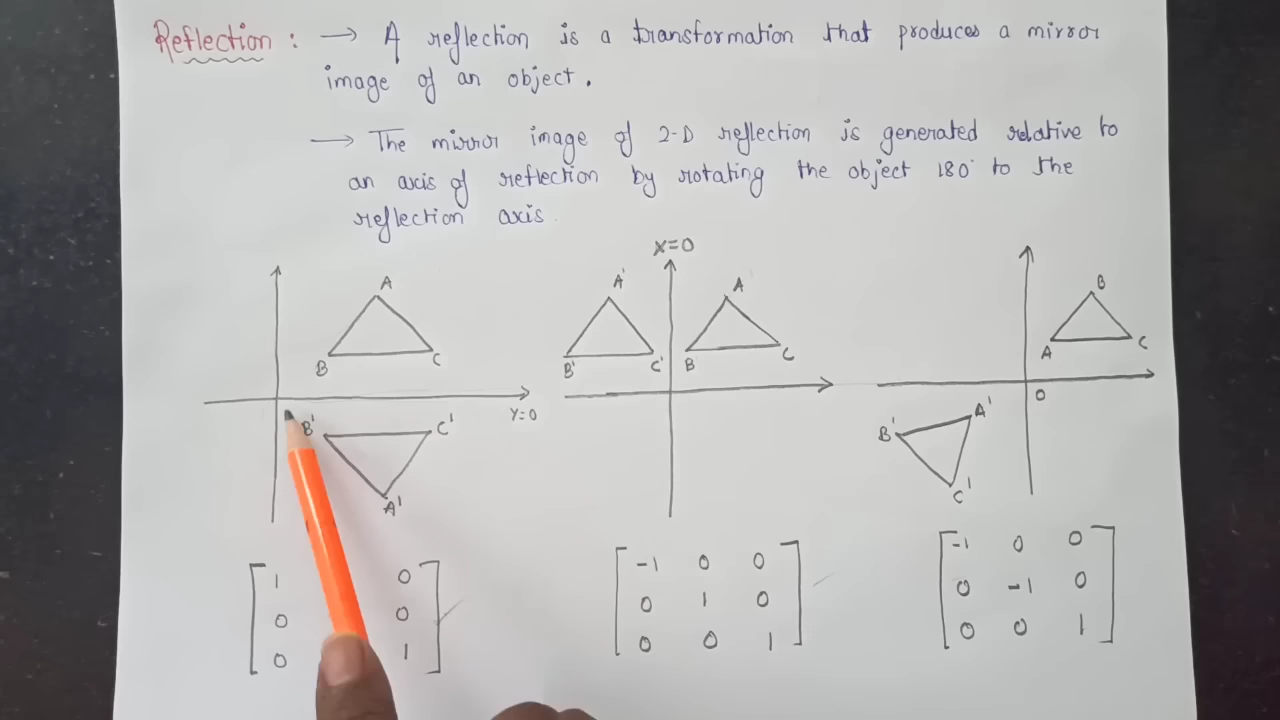 Reflection : → A reflection is a transformation that produces a mirror
image of an object.
→ The mirror image of 2-D reflection is generated relative to
an axis of reflection by rotating the object 180° to the
reflection axis.
A
B C
Y=0
B' C'
A'
1 0
0 0
0 1
X=0
A' A
B' C' B C
-1 0 0
0 1 0
0 0 1
B
A C
O
A'
B'
C'
-1 0 0
0 -1 0
0 0 1